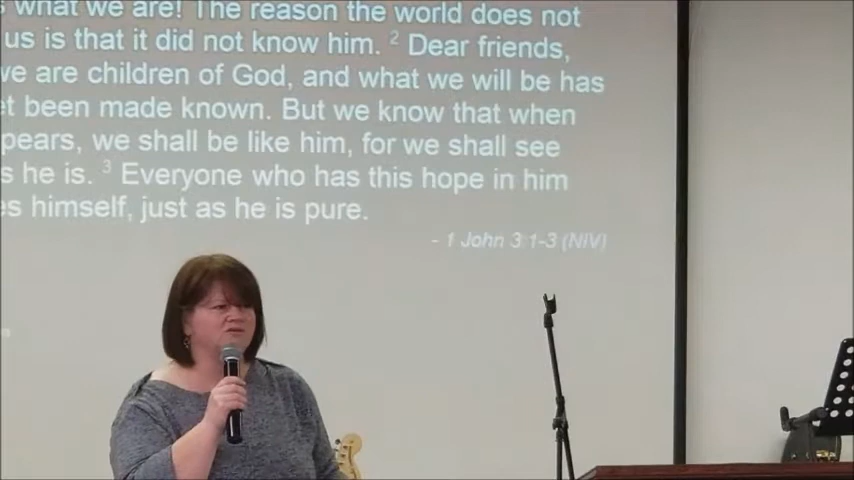 what we are! The reason the world does not
us is that it did not know him. 2 Dear friends,
we are children of God, and what we will be has
been made known. But we know that when
we shall be like him, for we shall see
he is. 3 Everyone who has this hope in him
himself, just as he is pure.
- 1 John 3:1-3 (NIV)